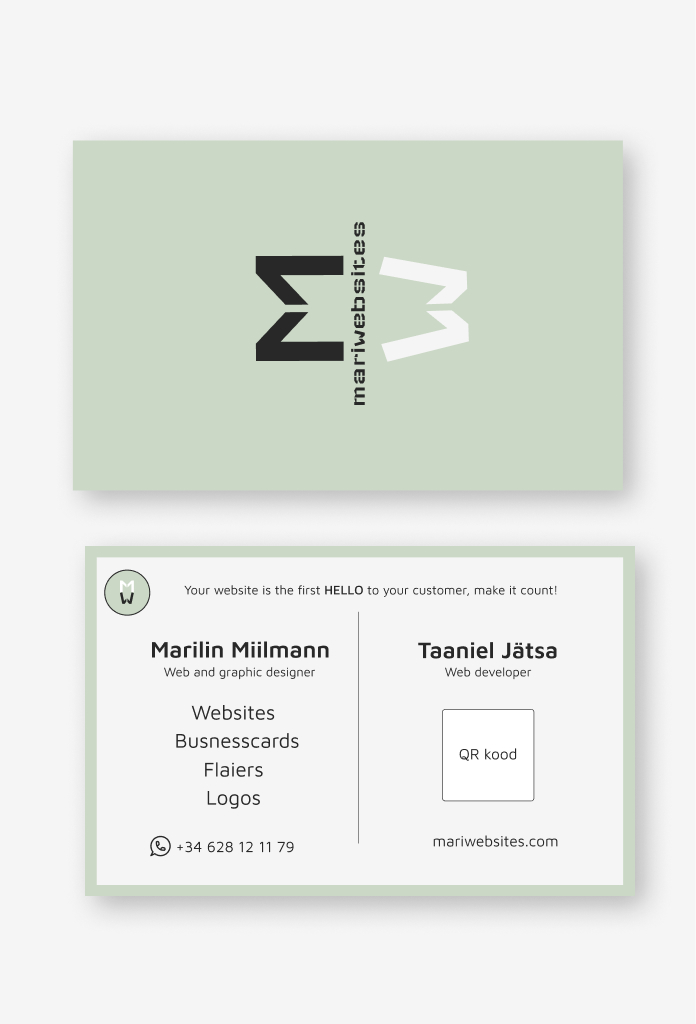 M
mariwebsites
W
MW
Your website is the first HELLO to your customer, make it count!
Marilin Miilmann
Web and graphic designer
Websites
Busnesscards
Flaiers
Logos
+34 628 12 11 79
Taaniel Jätsa
Web developer
QR kood
mariwebsites.com